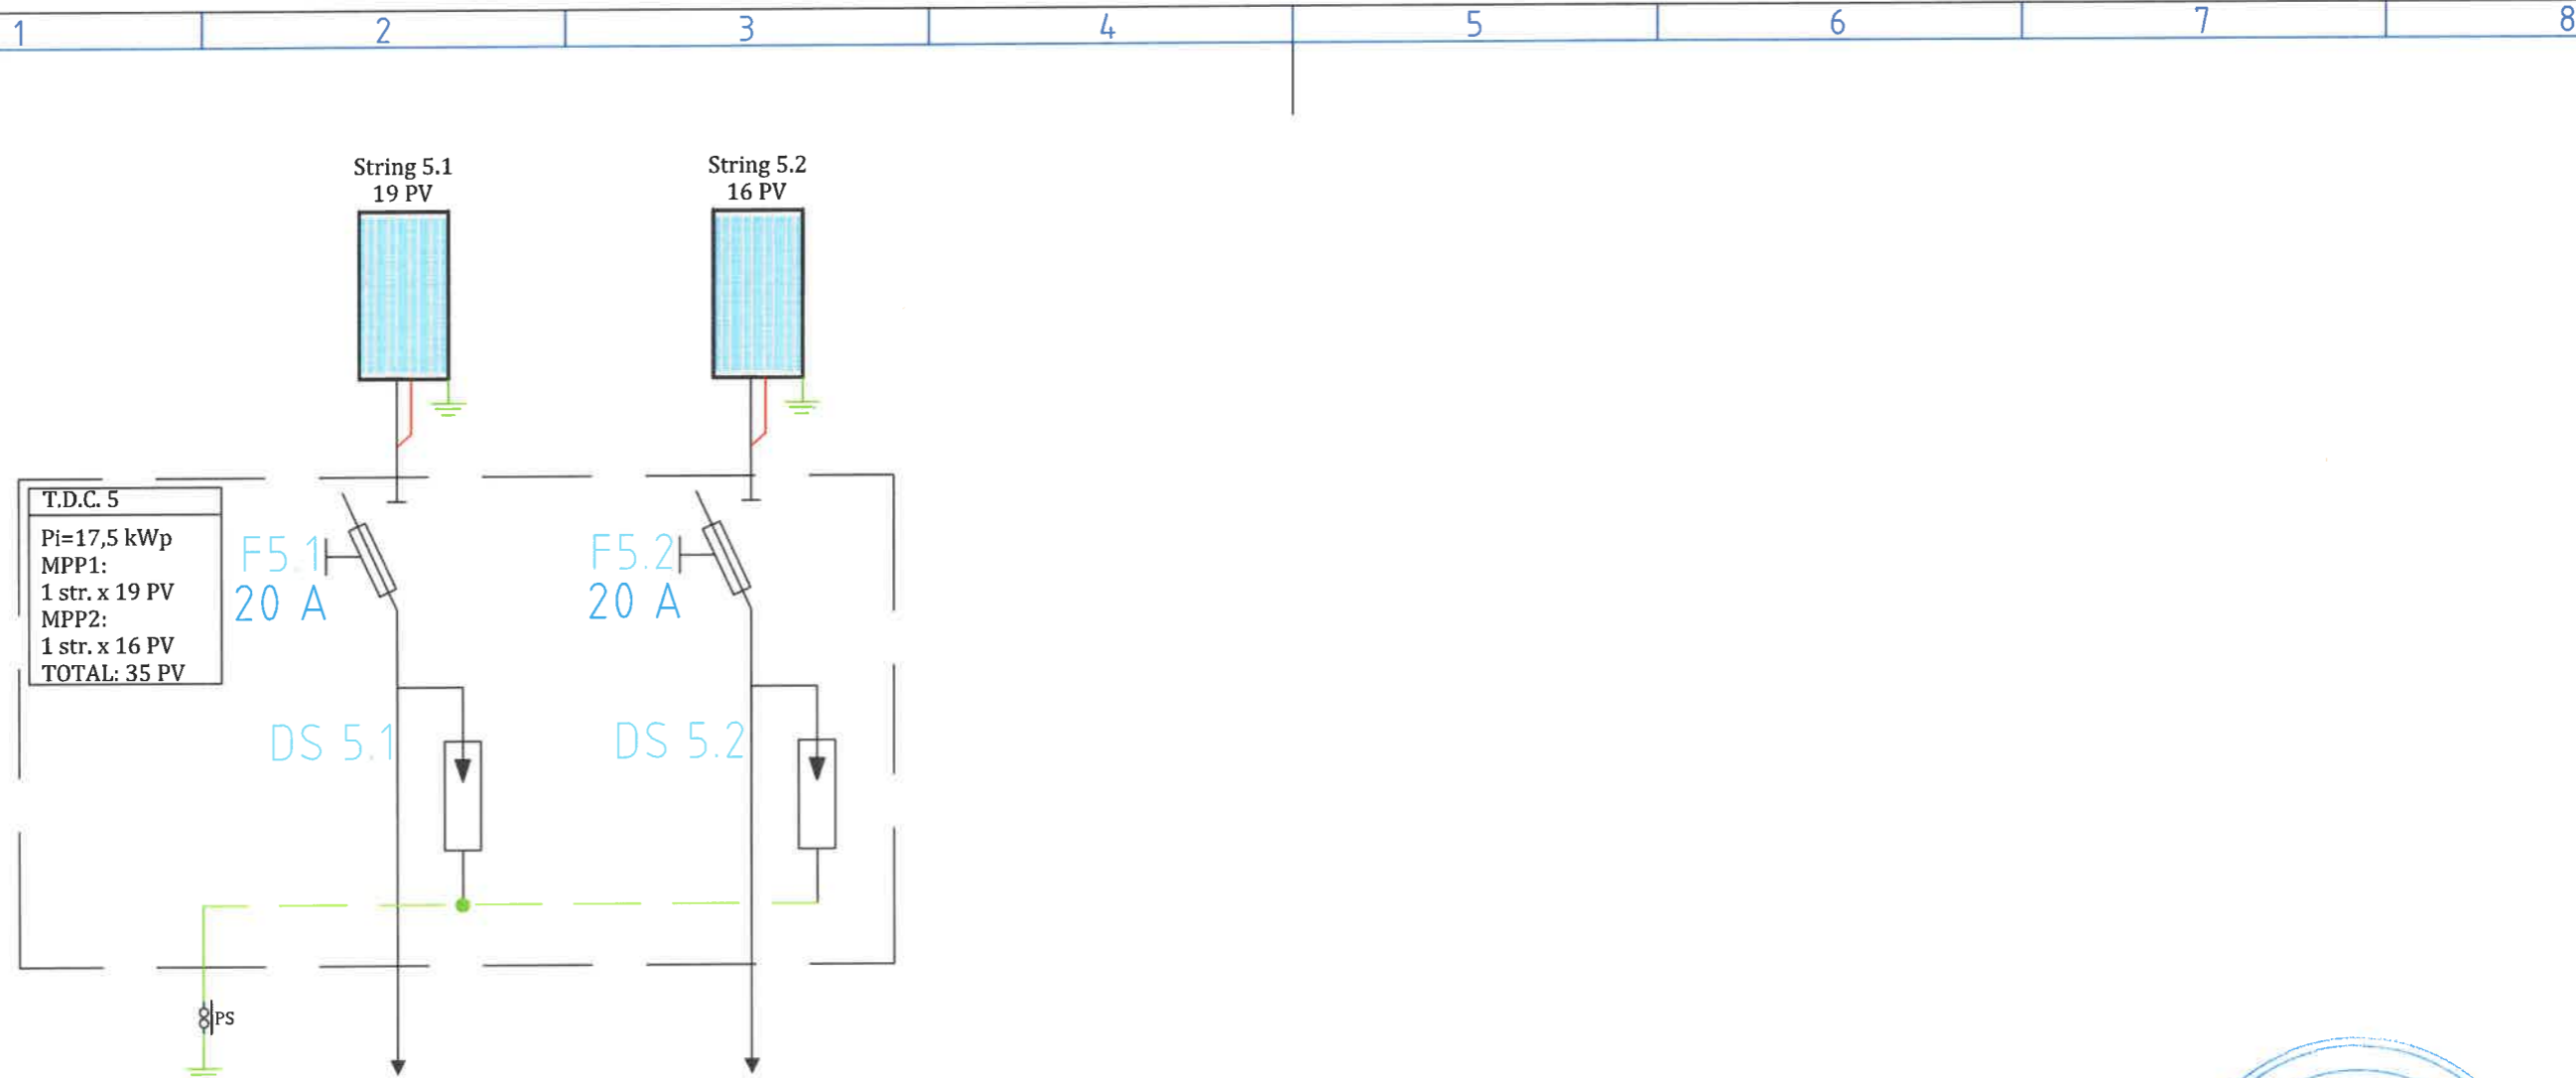 1 2 3 4 5 6 7 8
String 5.1
19 PV
String 5.2
16 PV
T.D.C. 5
Pi=17,5 kWp
MPP1:
1 str. x 19 PV
MPP2:
1 str. x 16 PV
TOTAL: 35 PV
F5.1
20 A
F5.2
20 A
DS 5.1
DS 5.2
PS